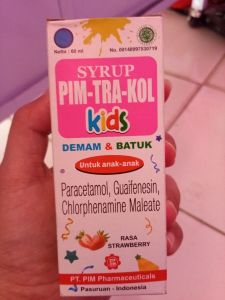 Netto : 60 ml
SYRUP
PIM-TRA-KOL
kids
DEMAM & BATUK
Untuk anak-anak
Paracetamol, Guaifenesin,
Chlorphenamine Maleate
RASA
STRAWBERRY
PT. PIM Pharmaceuticals
Pasuruan - Indonesia